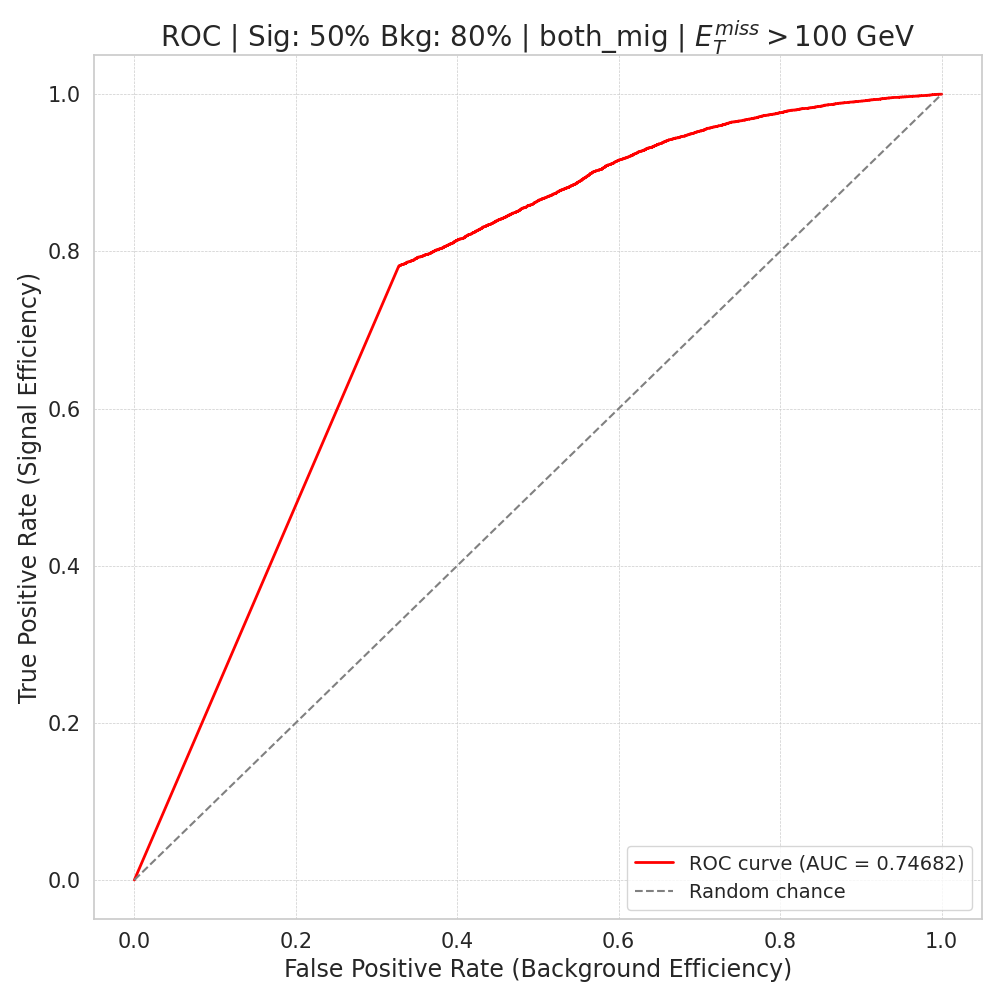 ROC | Sig: 50% Bkg: 80% | both_mig | $E_T^{miss} > 100$ GeV
1.0
0.8
0.6
0.4
0.2
0.0
True Positive Rate (Signal Efficiency)
ROC curve (AUC = 0.74682)
Random chance
0.0 0.2 0.4 0.6 0.8 1.0
False Positive Rate (Background Efficiency)